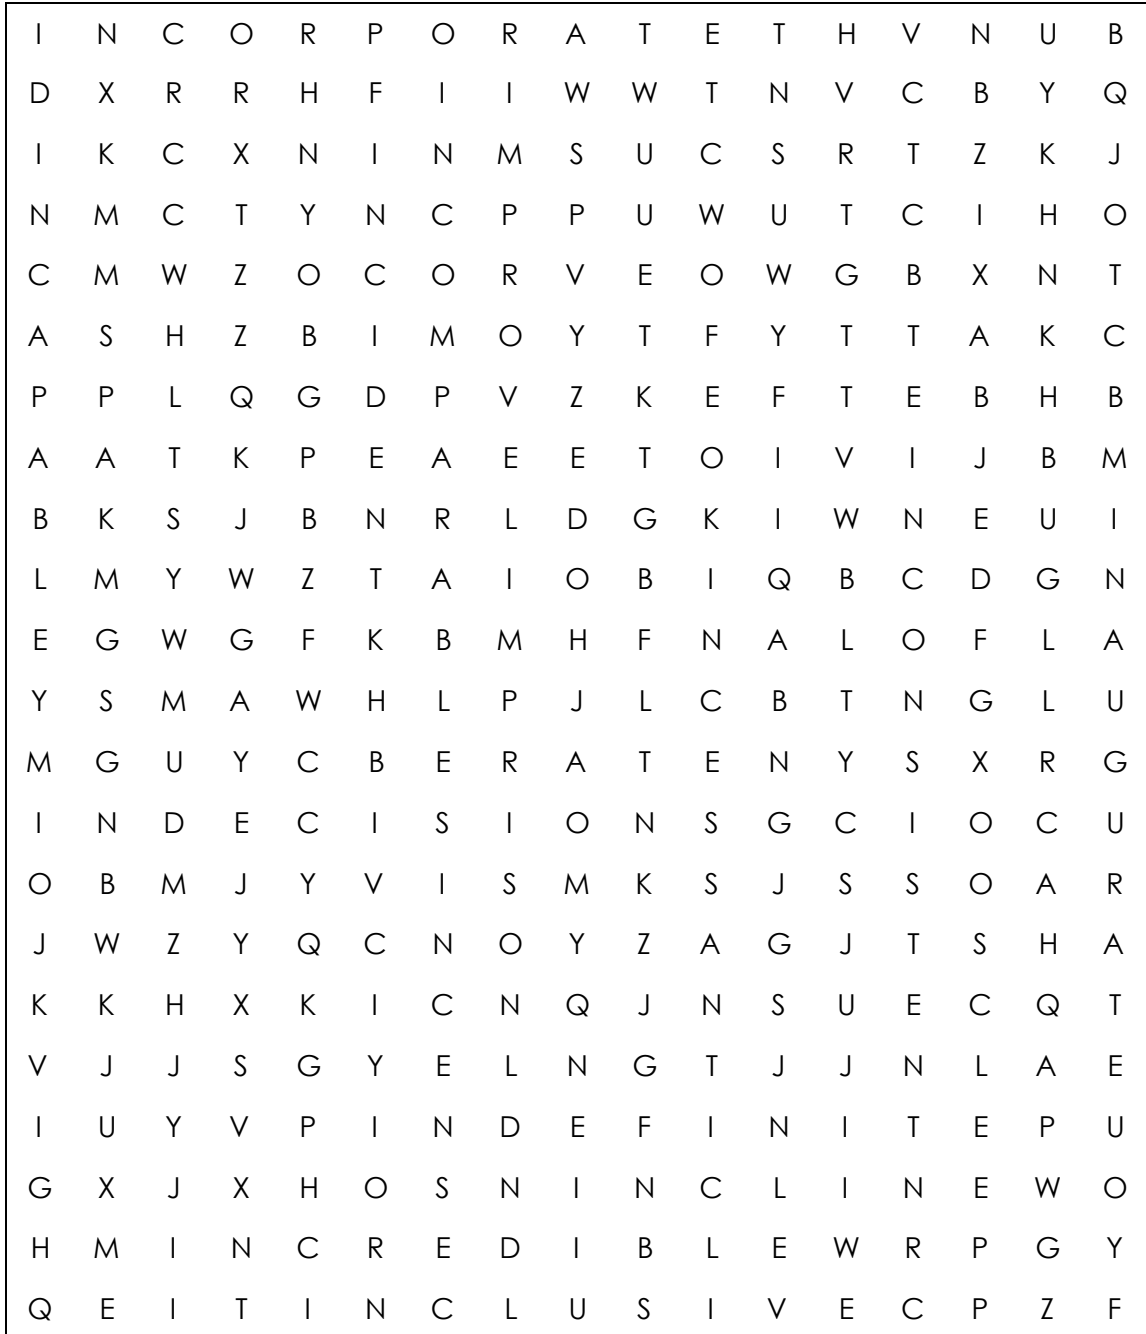 I N C O R P O R A T E T H V N U B
D X R R H F I I W W T N V C B Y Q
I K C X N I N M S U C S R T Z K J
N M C T Y N C P P U W U T C I H O
C M W Z O C O R V E O W G B X N T
A S H Z B I M O Y T F Y T T A K C
P P L Q G D P V Z K E F T E B H B
A A T K P E A E E T O I V I J B M
B K S J B N R L D G K I W N E U I
L M Y W Z T A I O B I Q B C D G N
E G W G F K B M H F N A L O F L A
Y S M A W H L P J L C B T N G L U
M G U Y C B E R A T E N Y S X R G
I N D E C I S I O N S G C I O C U
O B M J Y V I S M K S J S S O A R
J W Z Y Q C N O Y Z A G J T S H A
K K H X K I C N Q J N S U E C Q T
V J J S G Y E L N G T J J N L A E
I U Y V P I N D E F I N I T E P U
G X J X H O S N I N C L I N E W O
H M I N C R E D I B L E W R P G Y
Q E I T I N C L U S I V E C P Z F